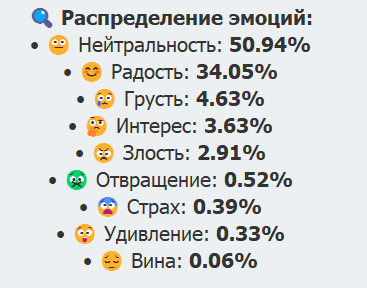 🔍 Распределение эмоций:
• 😐 Нейтральность: 50.94%
• 😊 Радость: 34.05%
• 😢 Грусть: 4.63%
• 🤔 Интерес: 3.63%
• 😠 Злость: 2.91%
• 🤢 Отвращение: 0.52%
• 😱 Страх: 0.39%
• 😲 Удивление: 0.33%
• 😔 Вина: 0.06%